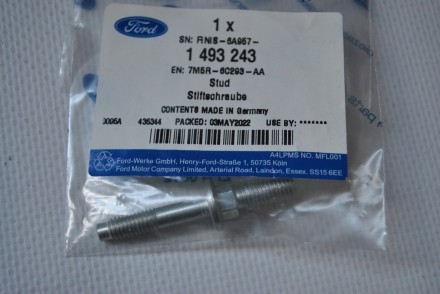 Ford
1 x
SN: RNIS-6A957-
1 493 243
EN: 7M5R-6C293-AA
Stud
Stiftschraube
CONTENTS MADE IN Germany
435344 PACKED: 03MAY2022 USE BY: *******
A4LPMS NO. MFL001
Ford-Werke GmbH, Henry-Ford-Straße 1, 50735 Köln
Ford Motor Company Limited, Arterial Road, Laindon, Essex. SS15 6EE